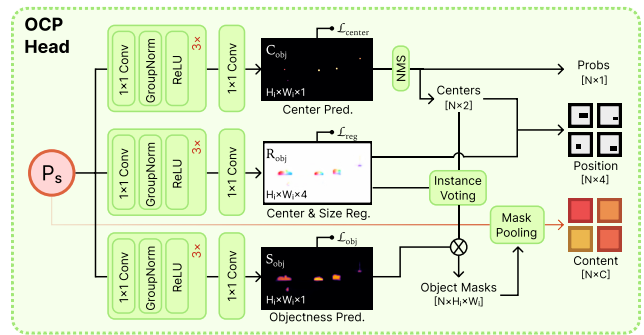 OCP
Head
1×1 Conv
GroupNorm
ReLU
3×
1×1 Conv
C_obj
H_i×W_i×1
ℒ_center
Center Pred.
NMS
Probs
[N×1]
Centers
[N×2]
P_s
1×1 Conv
GroupNorm
ReLU
3×
1×1 Conv
R_obj
H_i×W_i×4
ℒ_reg
Center & Size Reg.
Instance
Voting
Position
[N×4]
Mask
Pooling
Content
[N×C]
1×1 Conv
GroupNorm
ReLU
3×
1×1 Conv
S_obj
H_i×W_i×1
ℒ_obj
Objectness Pred.
Object Masks
[N×H_i×W_i]